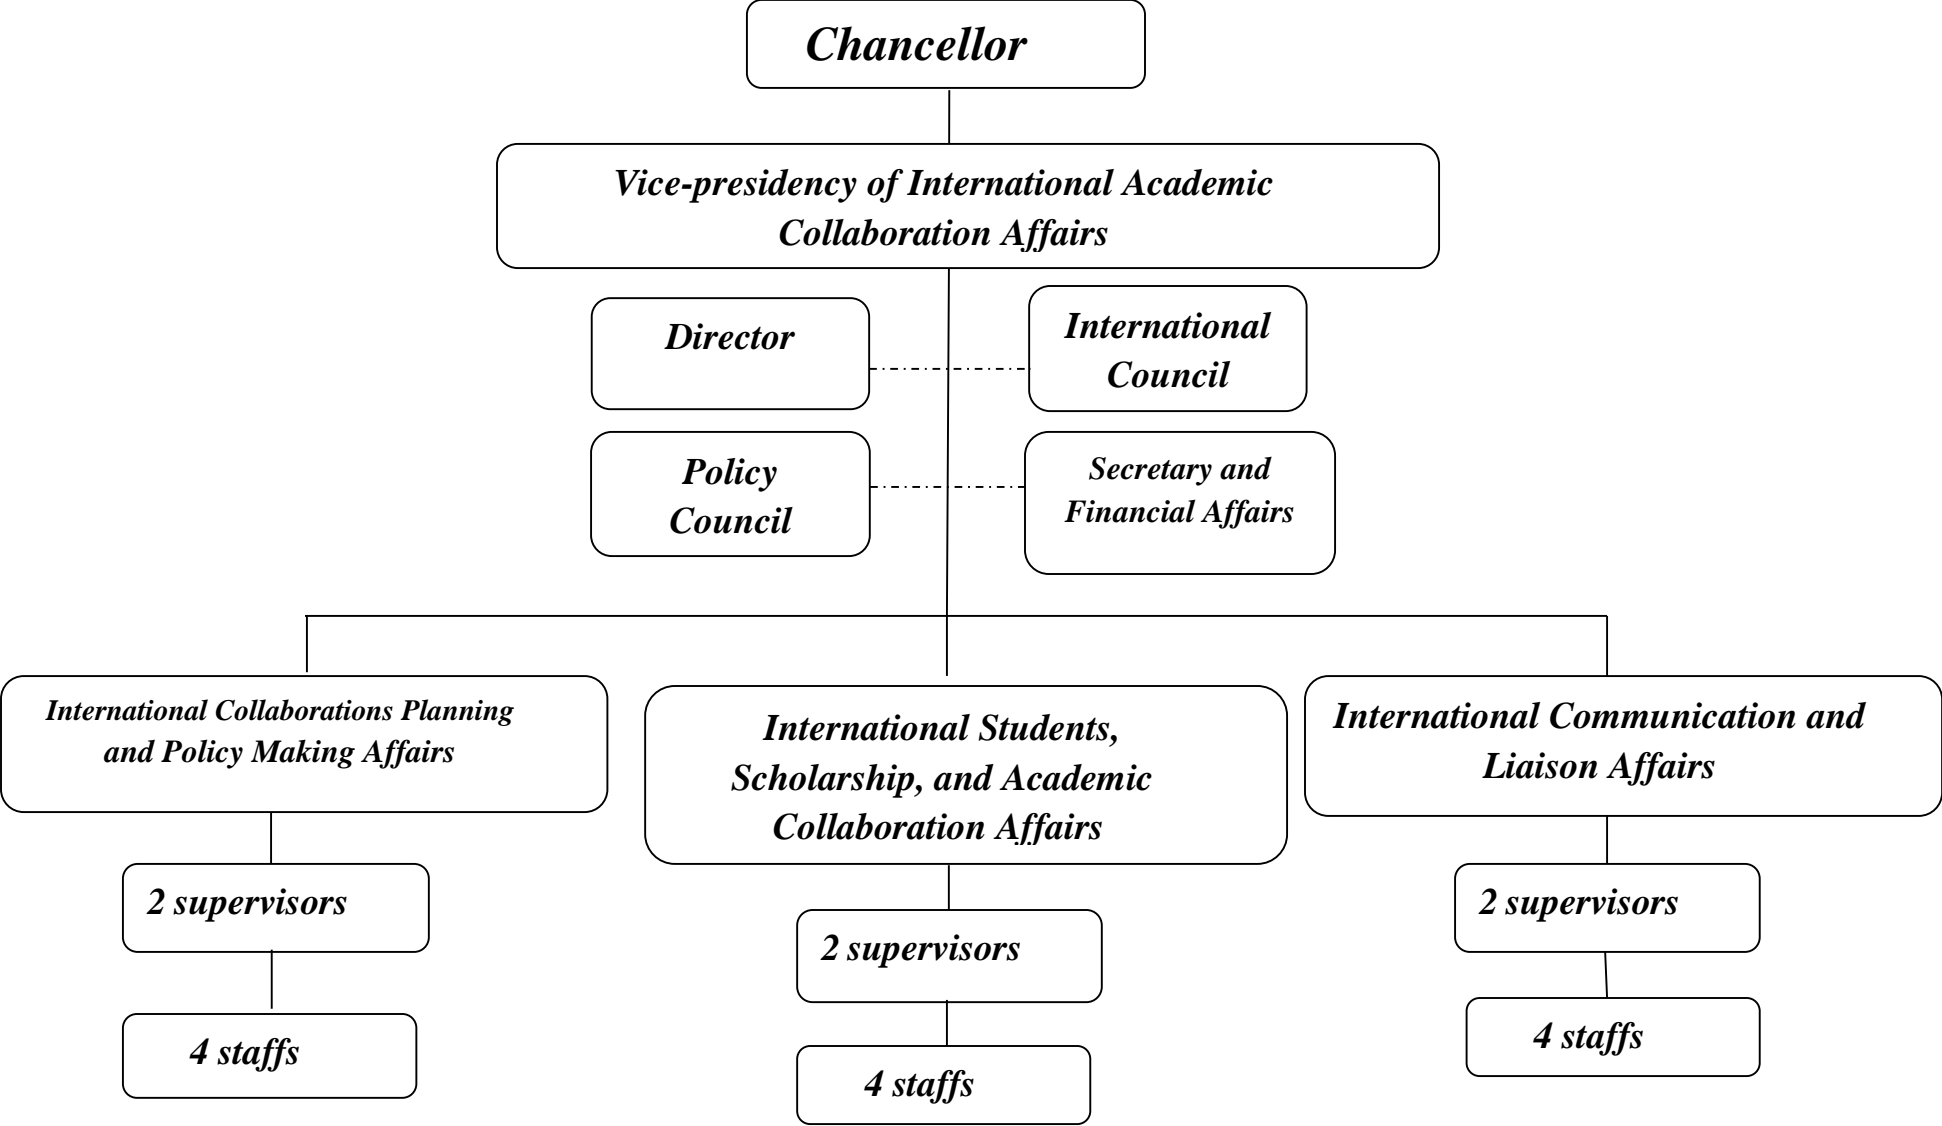 Chancellor
Vice-presidency of International Academic
Collaboration Affairs
Director
International
Council
Policy
Council
Secretary and
Financial Affairs
International Collaborations Planning
and Policy Making Affairs
International Students,
Scholarship, and Academic
Collaboration Affairs
International Communication and
Liaison Affairs
2 supervisors
2 supervisors
2 supervisors
4 staffs
4 staffs
4 staffs